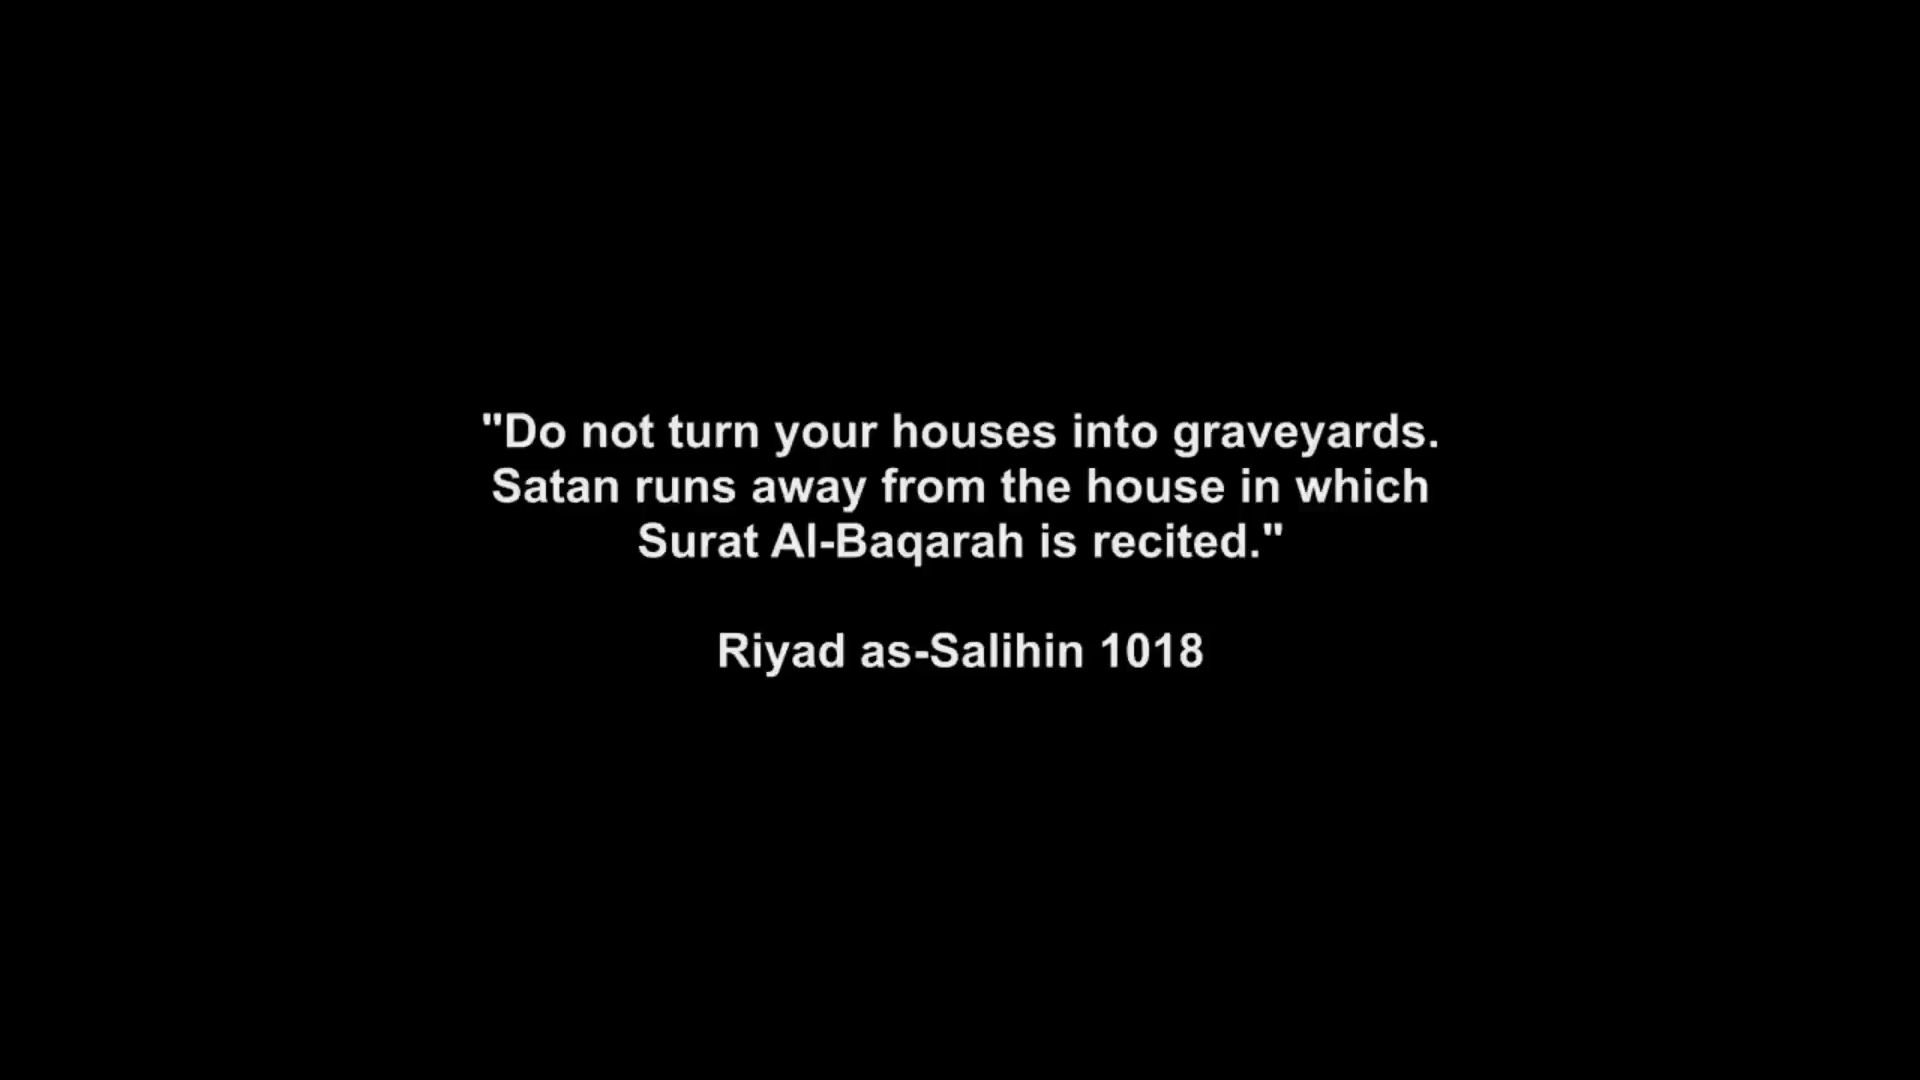 "Do not turn your houses into graveyards.
Satan runs away from the house in which
Surat Al-Baqarah is recited."
Riyad as-Salihin 1018